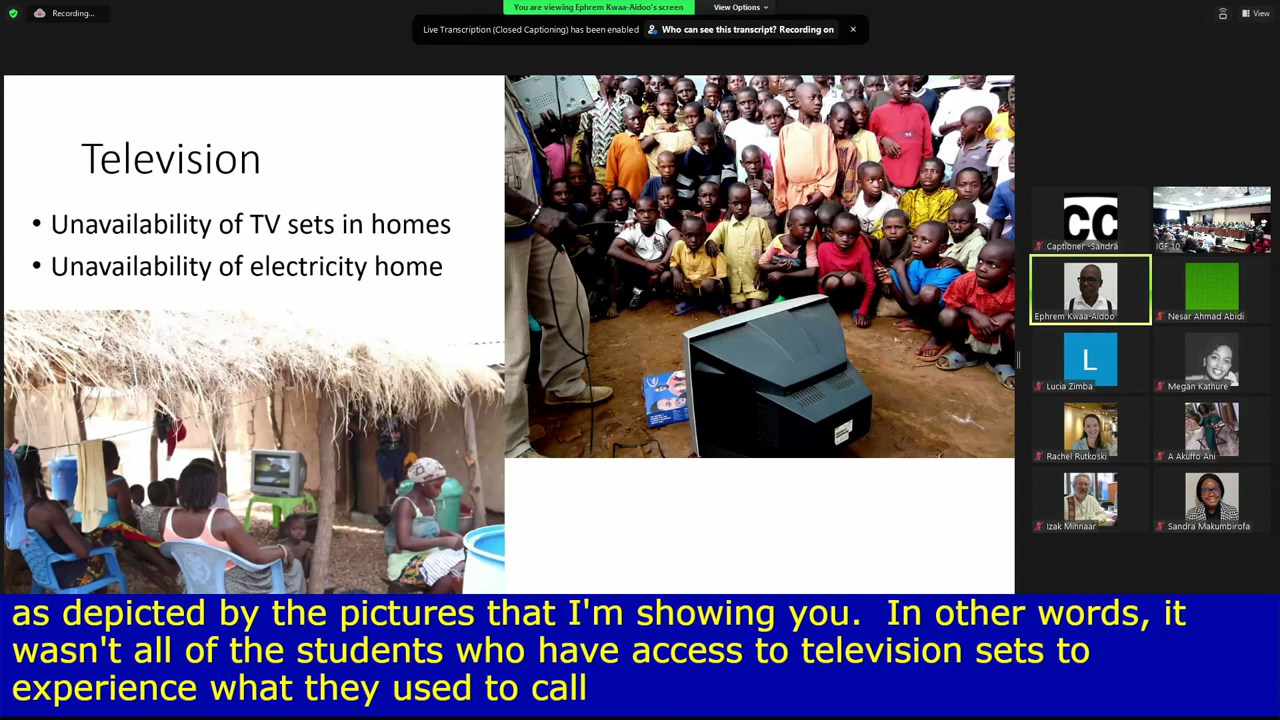 Recording...
You are viewing Ephrem Kwaa-Aidoo's screen
View Options
View
Live Transcription (Closed Captioning) has been enabled
Who can see this transcript? Recording on
Television
• Unavailability of TV sets in homes
• Unavailability of electricity home
CC
Captioner -Sandra
IGF 10
Ephrem Kwaa-Aidoo
Nesar Ahmad Abidi
L
Lucia Zimba
Megan Kathure
Rachel Rutkoski
A Akuffo Ani
Izak Minnaar
Sandra Makumbirofa
as depicted by the pictures that I'm showing you. In other words, it
wasn't all of the students who have access to television sets to
experience what they used to call